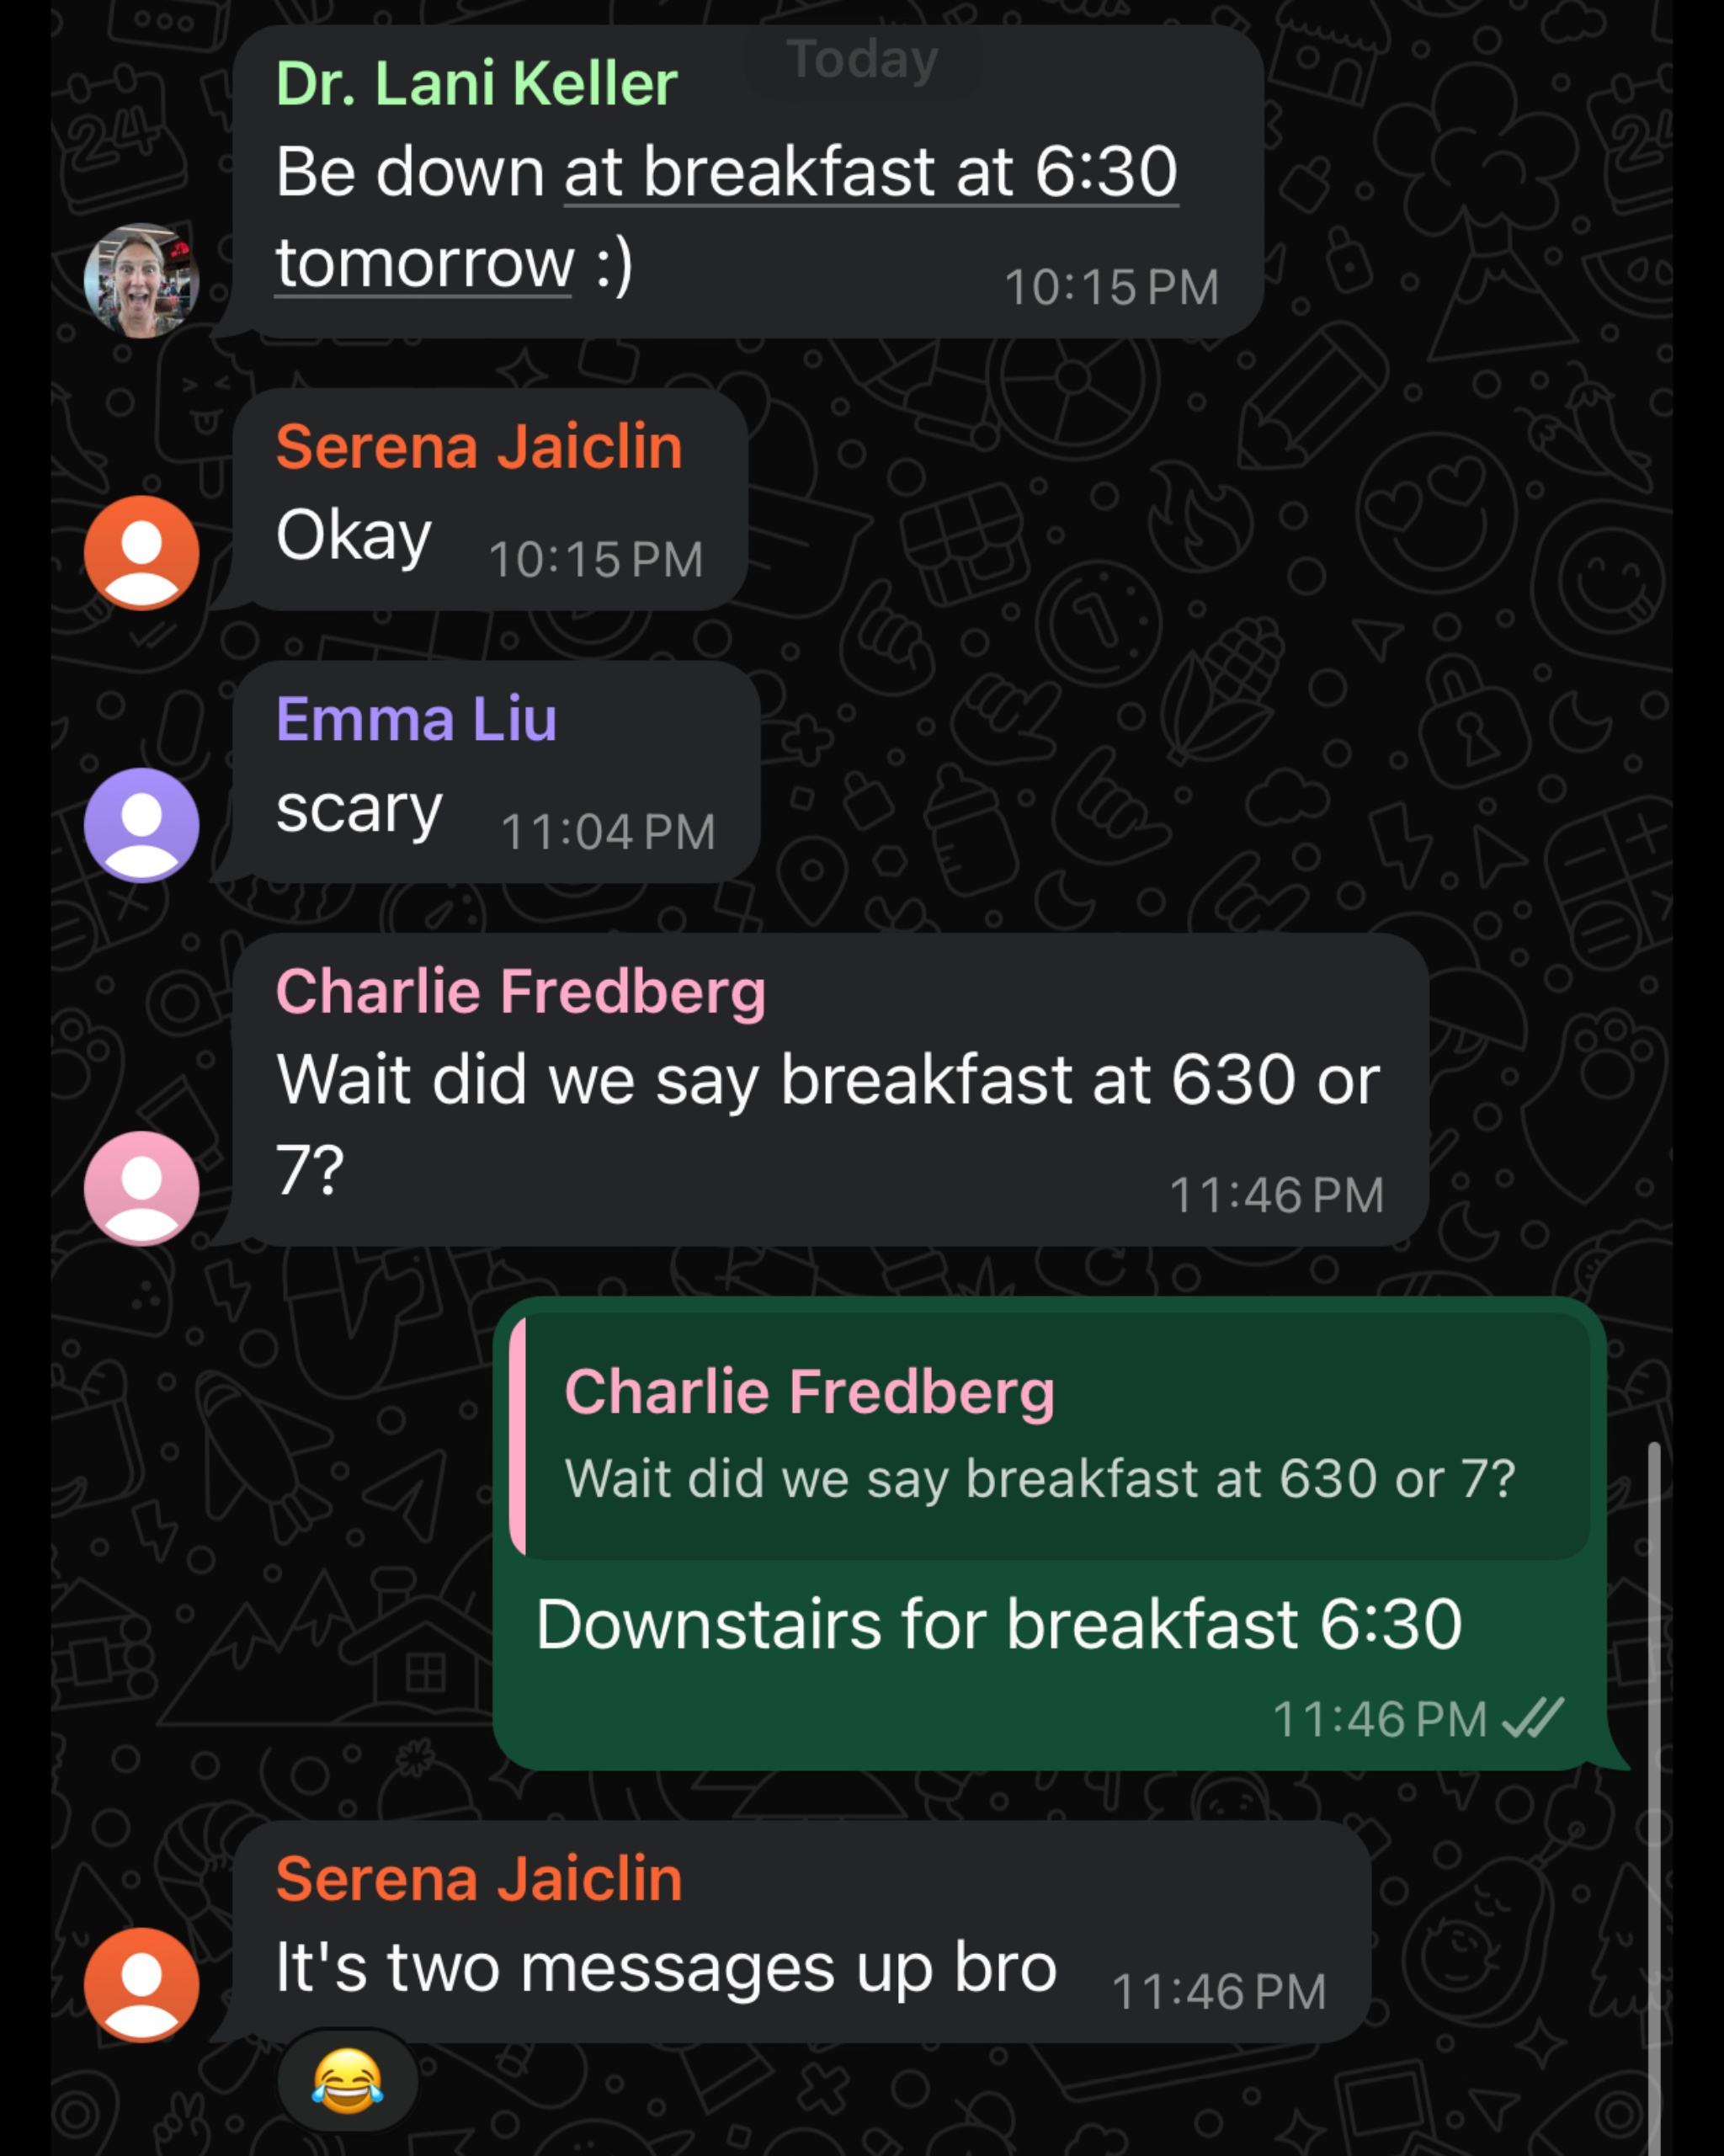 Today
Dr. Lani Keller
Be down at breakfast at 6:30
tomorrow :)
10:15 PM
Serena Jaiclin
Okay
10:15 PM
Emma Liu
scary
11:04 PM
Charlie Fredberg
Wait did we say breakfast at 630 or
7?
11:46 PM
Charlie Fredberg
Wait did we say breakfast at 630 or 7?
Downstairs for breakfast 6:30
11:46 PM
Serena Jaiclin
It's two messages up bro
11:46 PM
😂